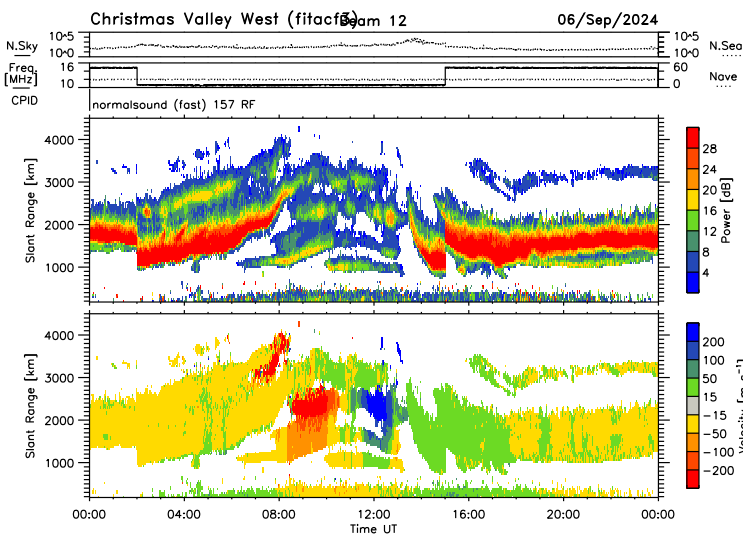 Christmas Valley West (fitacf3) Beam 12 06/Sep/2024
N.Sky 10^5 10^0 10^5 10^0 N.Sea
Freq. [MHz] 16 10 60 0 Nave
CPID normalsound (fast) 157 RF
Slant Range [km] 4000 3000 2000 1000
28 24 20 16 12 8 4 Power [dB]
Slant Range [km] 4000 3000 2000 1000
200 100 50 15 -15 -50 -100 -200 Velocity [m s^-1]
00:00 04:00 08:00 12:00 16:00 20:00 00:00
Time UT